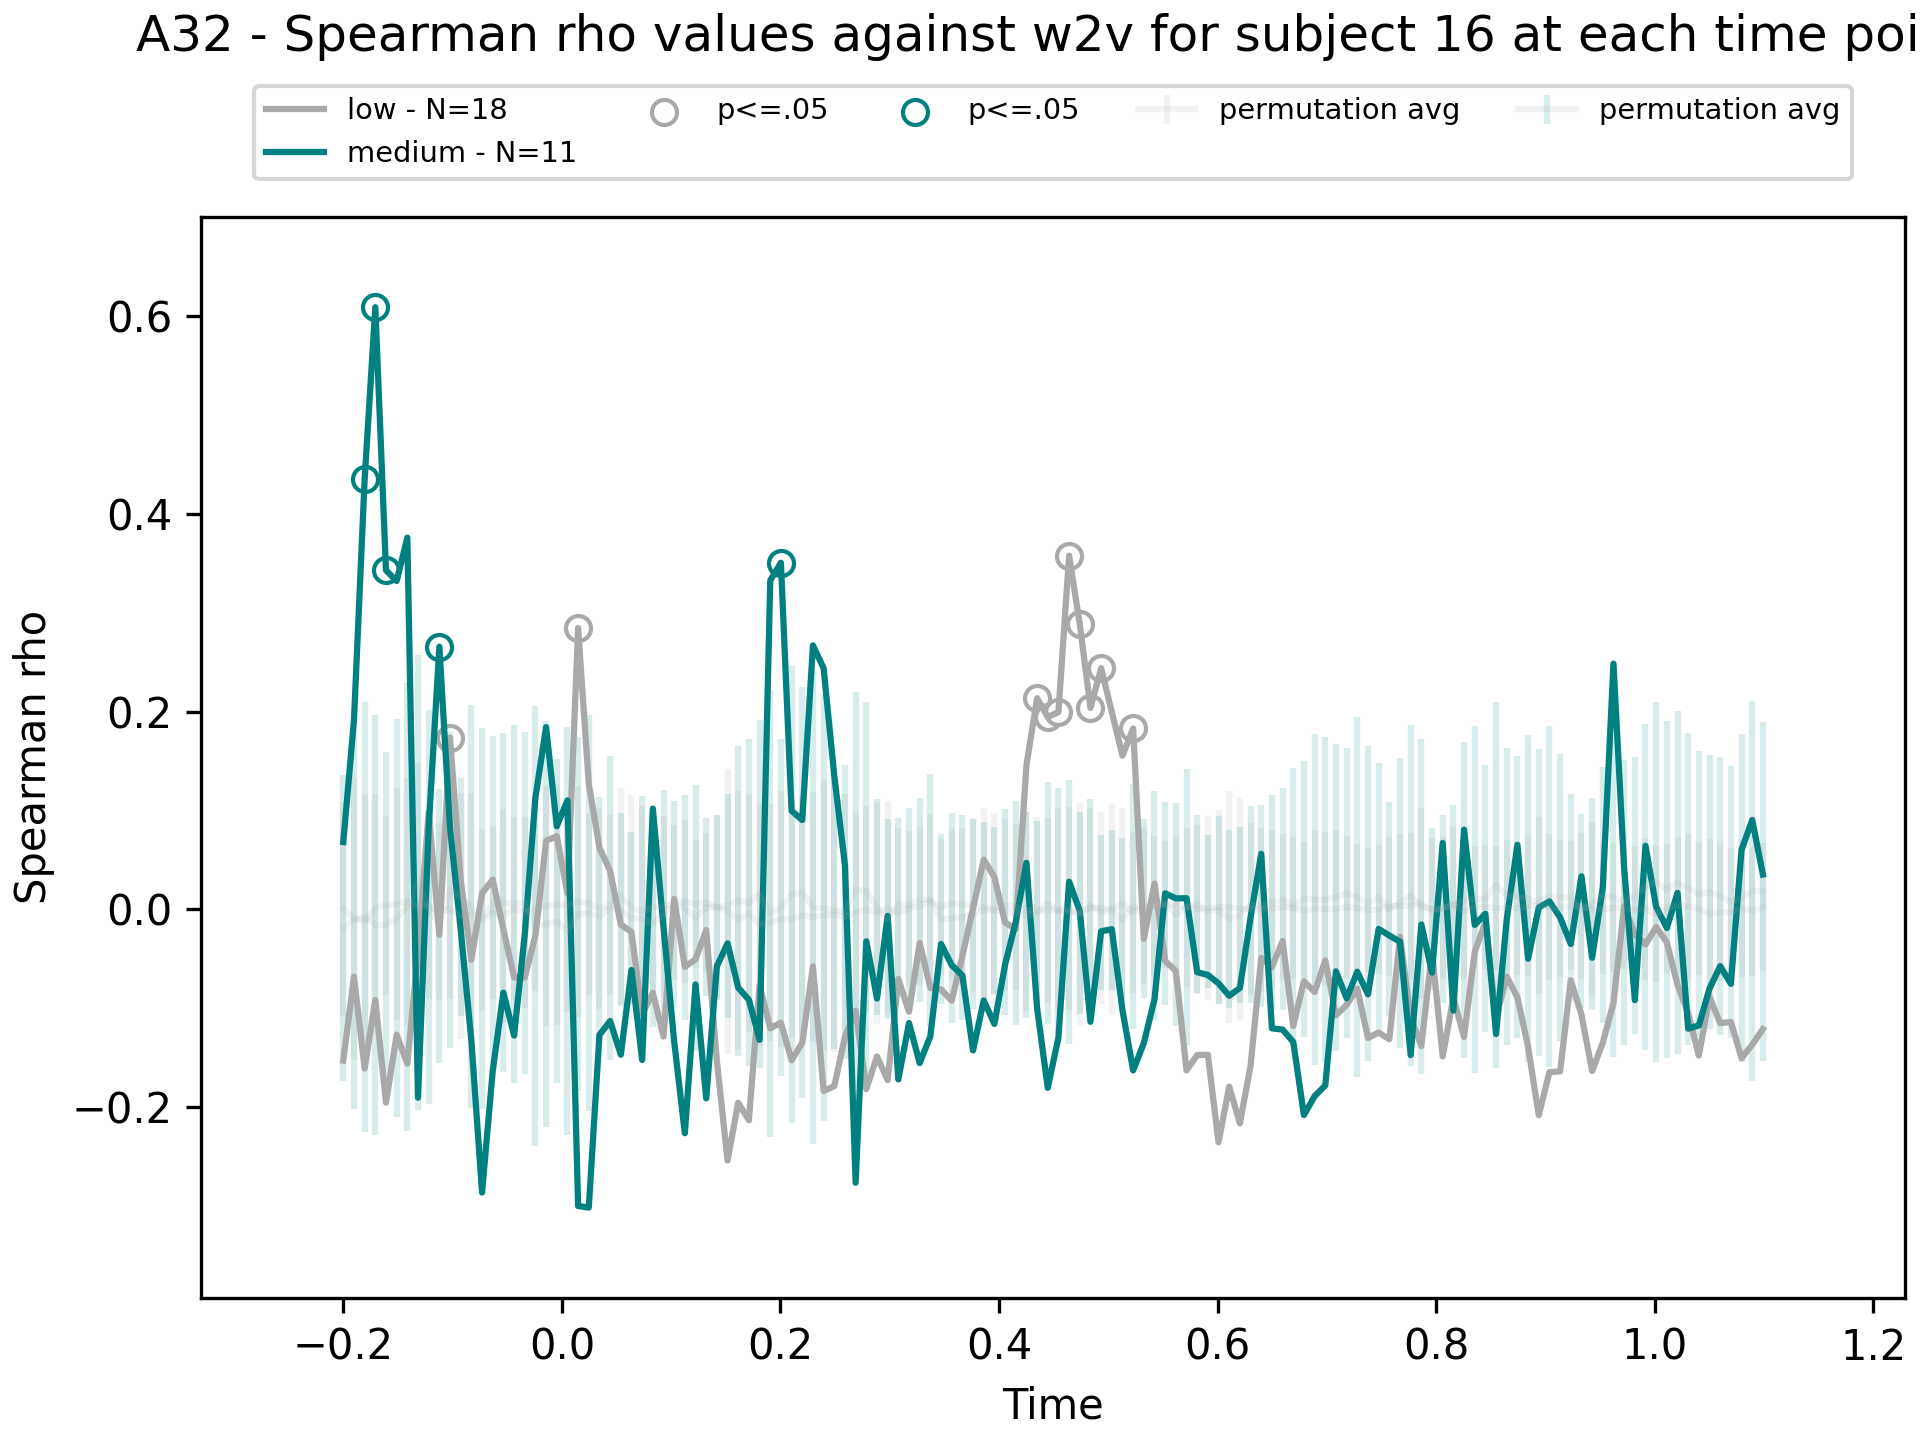 A32 - Spearman rho values against w2v for subject 16 at each time poi
low - N=18
medium - N=11
p<=.05
p<=.05
permutation avg
permutation avg
Spearman rho
0.6
0.4
0.2
0.0
−0.2
−0.2 0.0 0.2 0.4 0.6 0.8 1.0 1.2
Time